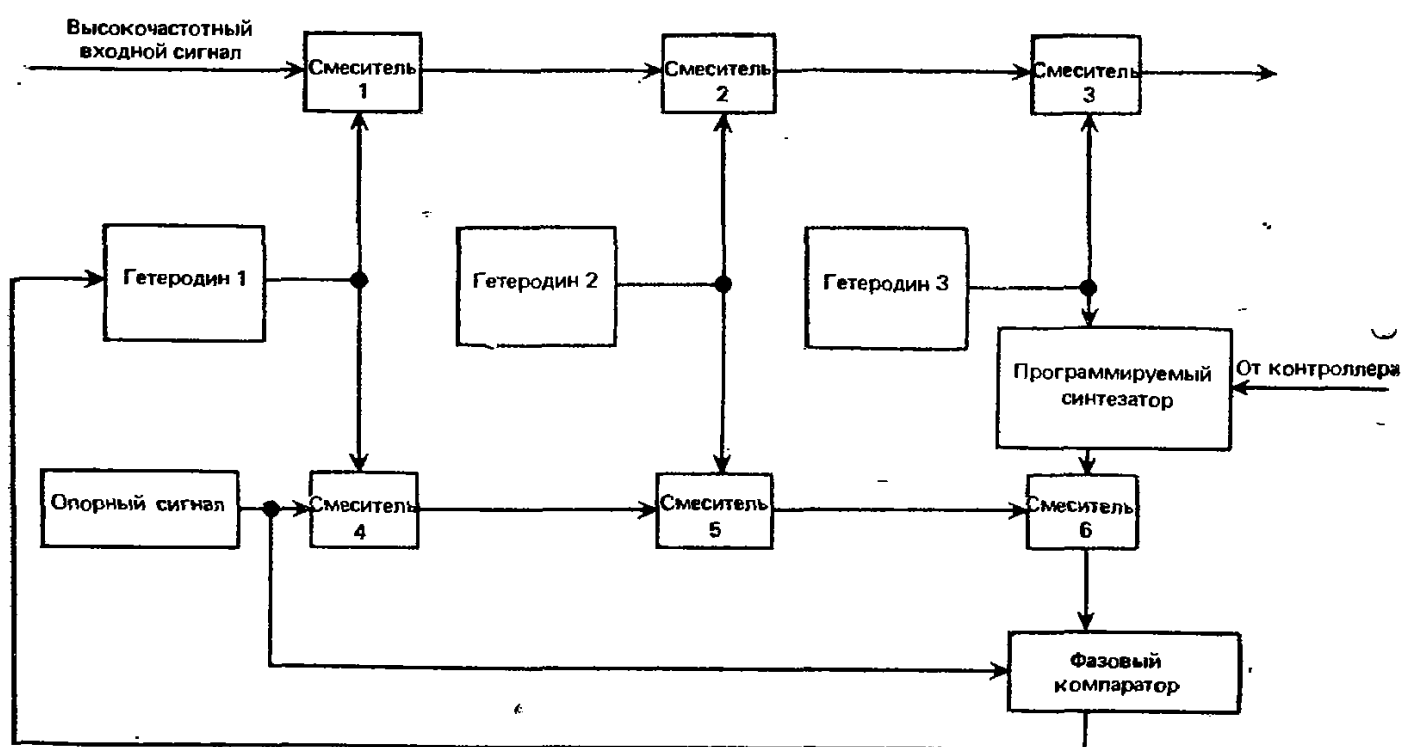 Высокочастотный
входной сигнал
Смеситель
1
Смеситель
2
Смеситель
3
Гетеродин 1
Гетеродин 2
Гетеродин 3
Программируемый
синтезатор
От контроллера
Опорный сигнал
Смеситель
4
Смеситель
5
Смеситель
6
Фазовый
компаратор